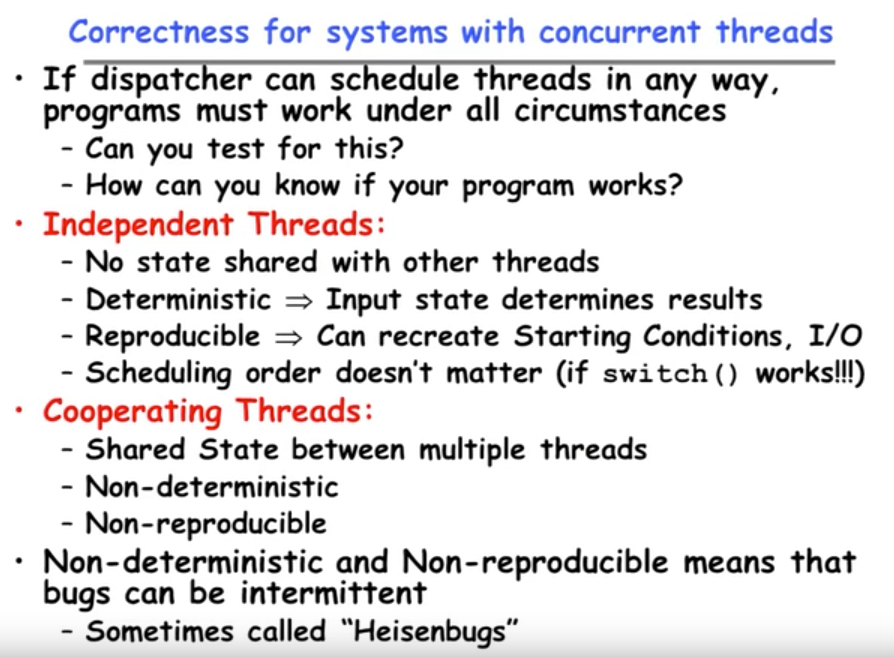 Correctness for systems with concurrent threads
• If dispatcher can schedule threads in any way,
programs must work under all circumstances
– Can you test for this?
– How can you know if your program works?
• Independent Threads:
– No state shared with other threads
– Deterministic ⇒ Input state determines results
– Reproducible ⇒ Can recreate Starting Conditions, I/O
– Scheduling order doesn't matter (if switch() works!!!)
• Cooperating Threads:
– Shared State between multiple threads
– Non-deterministic
– Non-reproducible
• Non-deterministic and Non-reproducible means that
bugs can be intermittent
– Sometimes called “Heisenbugs”